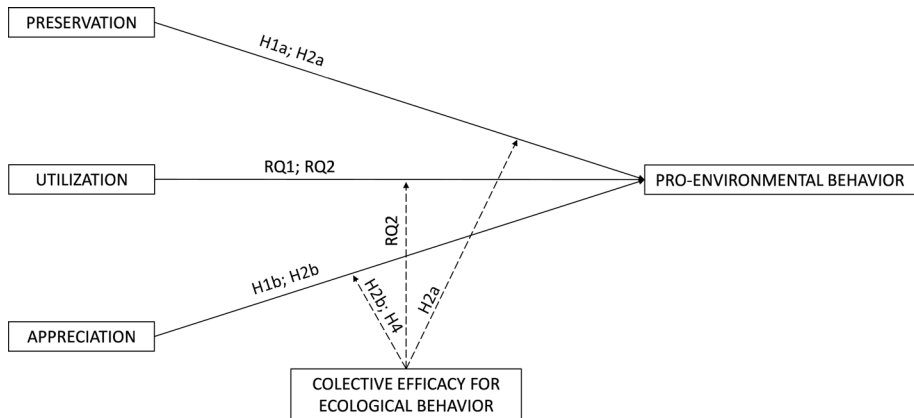 PRESERVATION
H1a; H2a
UTILIZATION
RQ1; RQ2
PRO-ENVIRONMENTAL BEHAVIOR
RQ2
H2a
H1b; H2b
H2b; H4
APPRECIATION
COLECTIVE EFFICACY FOR
ECOLOGICAL BEHAVIOR